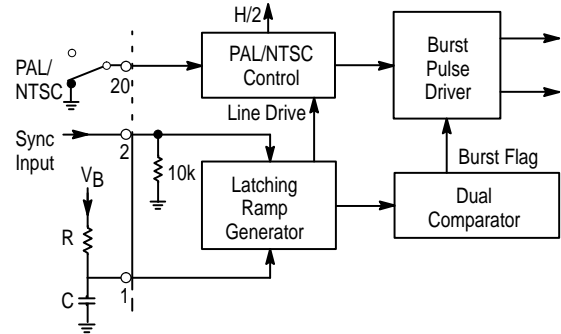 H/2
PAL/
NTSC
20
PAL/NTSC
Control
Burst
Pulse
Driver
Line Drive
Sync
Input
2
10k
Burst Flag
VB
Latching
Ramp
Generator
Dual
Comparator
R
C
1